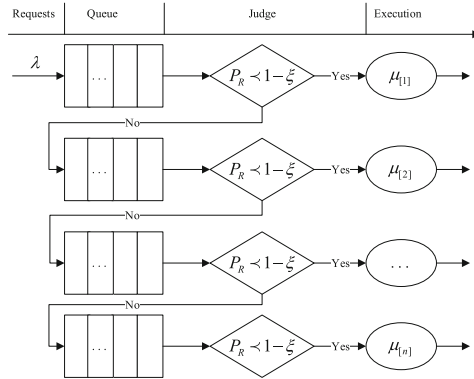 Requests Queue Judge Execution
λ ... P_R ≺ 1 − ξ Yes μ_[1]
No
... P_R ≺ 1 − ξ Yes μ_[2]
No
... P_R ≺ 1 − ξ Yes ...
No
... P_R ≺ 1 − ξ Yes μ_[n]